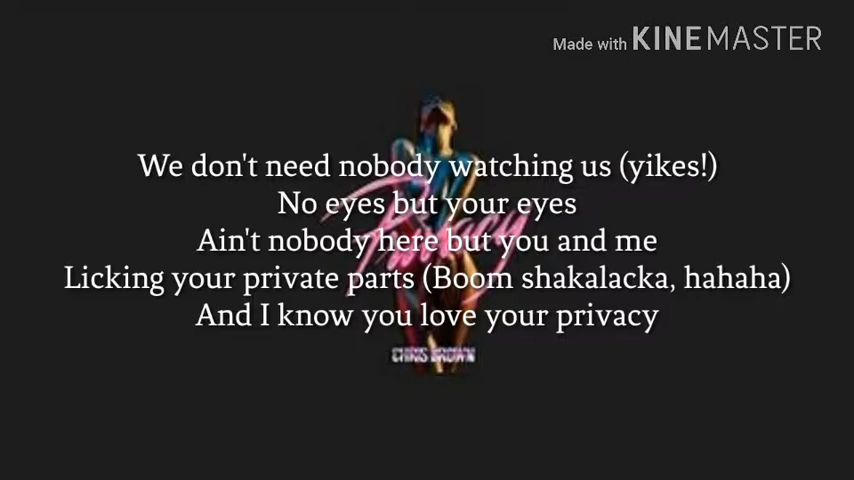 Made with KINEMASTER
We don't need nobody watching us (yikes!)
No eyes but your eyes
Ain't nobody here but you and me
Licking your private parts (Boom shakalacka, hahaha)
And I know you love your privacy
Privacy
CHRIS BROWN